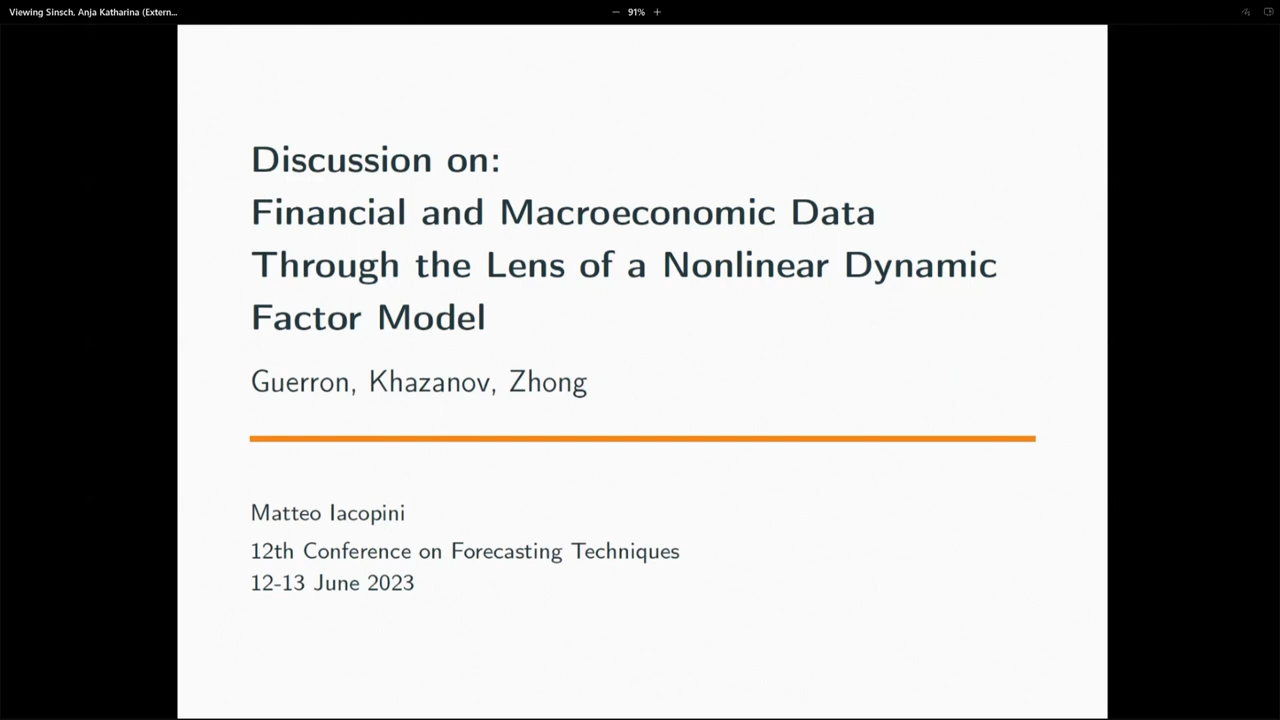 Viewing Sinsch, Anja Katharina (Extern...
− 91% +
Discussion on:
Financial and Macroeconomic Data
Through the Lens of a Nonlinear Dynamic
Factor Model
Guerron, Khazanov, Zhong
Matteo Iacopini
12th Conference on Forecasting Techniques
12-13 June 2023